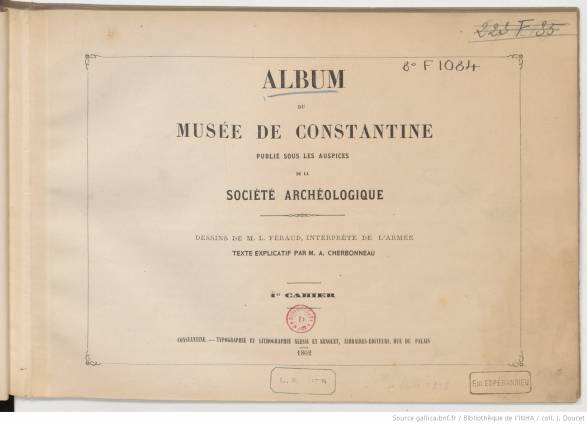 223 F 35
8° F 1084
ALBUM
DU
MUSÉE DE CONSTANTINE
PUBLIÉ SOUS LES AUSPICES
DE LA
SOCIÉTÉ ARCHÉOLOGIQUE
DESSINS DE M. L. FÉRAUD, INTERPRÈTE DE L'ARMÉE
TEXTE EXPLICATIF PAR M. A. CHERBONNEAU
1er CAHIER
CONSTANTINE. — TYPOGRAPHIE ET LITHOGRAPHIE ALESSI ET ARNOLET, LIBRAIRES-ÉDITEURS, RUE DU PALAIS
1862
Em. ESPÉRANDIEU
Source gallica.bnf.fr / Bibliothèque de l'INHA / coll. J. Doucet